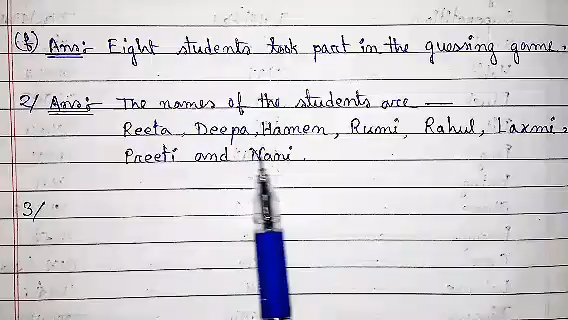 (f) Ans:- Eight students took part in the guessing game.
2/ Ans:- The names of the students are —
Reeta, Deepa, Hamen, Rumi, Rahul, Laxmi,
Preeti and Nani.
3/